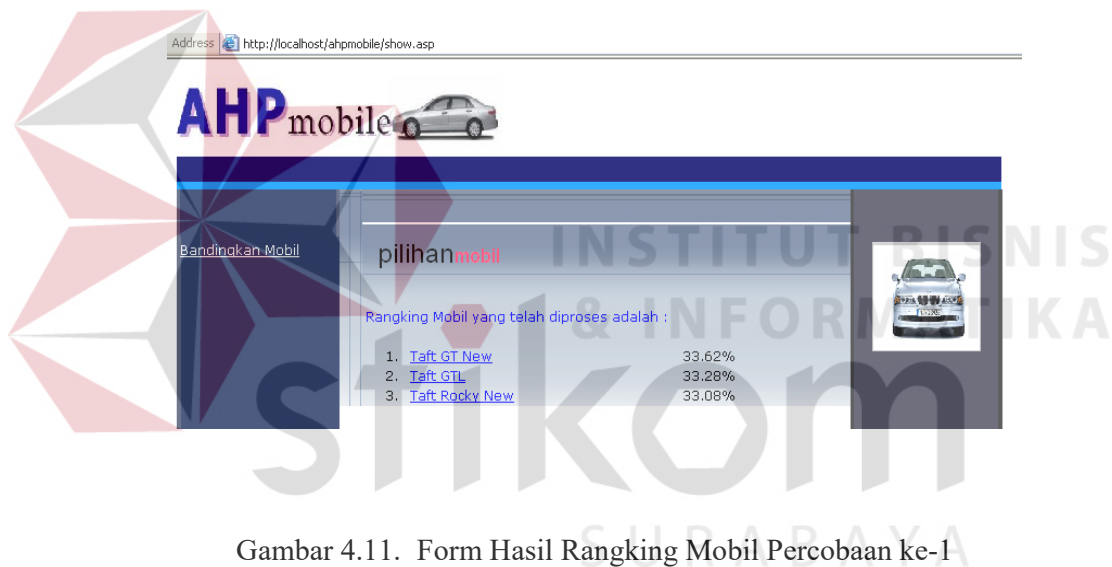 Address http://localhost/ahpmobile/show.asp
AHPmobile
Bandingkan Mobil
pilihanmobil
Rangking Mobil yang telah diproses adalah :
1. Taft GT New 33.62%
2. Taft GTL 33.28%
3. Taft Rocky New 33.08%
INSTITUT BISNIS
& INFORMATIKA
stikom
SURABAYA
Gambar 4.11. Form Hasil Rangking Mobil Percobaan ke-1